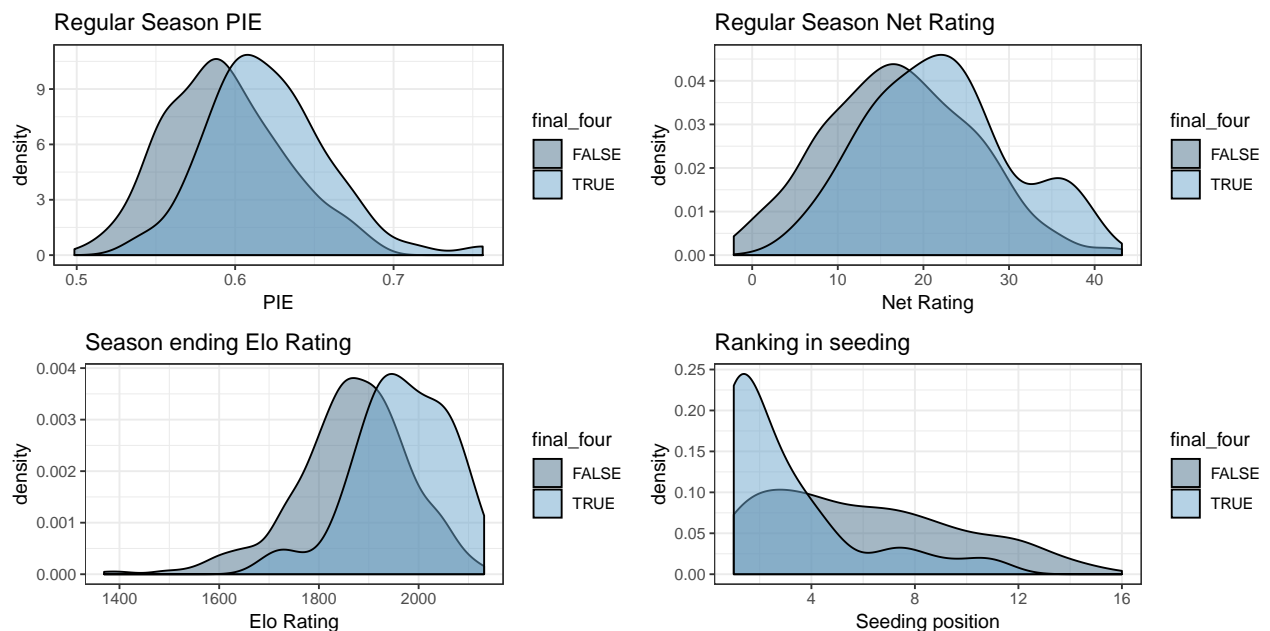 Regular Season PIE
density
9
6
3
0
0.5 0.6 0.7
PIE
final_four
FALSE
TRUE
Regular Season Net Rating
density
0.04
0.03
0.02
0.01
0.00
0 10 20 30 40
Net Rating
final_four
FALSE
TRUE
Season ending Elo Rating
density
0.004
0.003
0.002
0.001
0.000
1400 1600 1800 2000
Elo Rating
final_four
FALSE
TRUE
Ranking in seeding
density
0.25
0.20
0.15
0.10
0.05
0.00
4 8 12 16
Seeding position
final_four
FALSE
TRUE